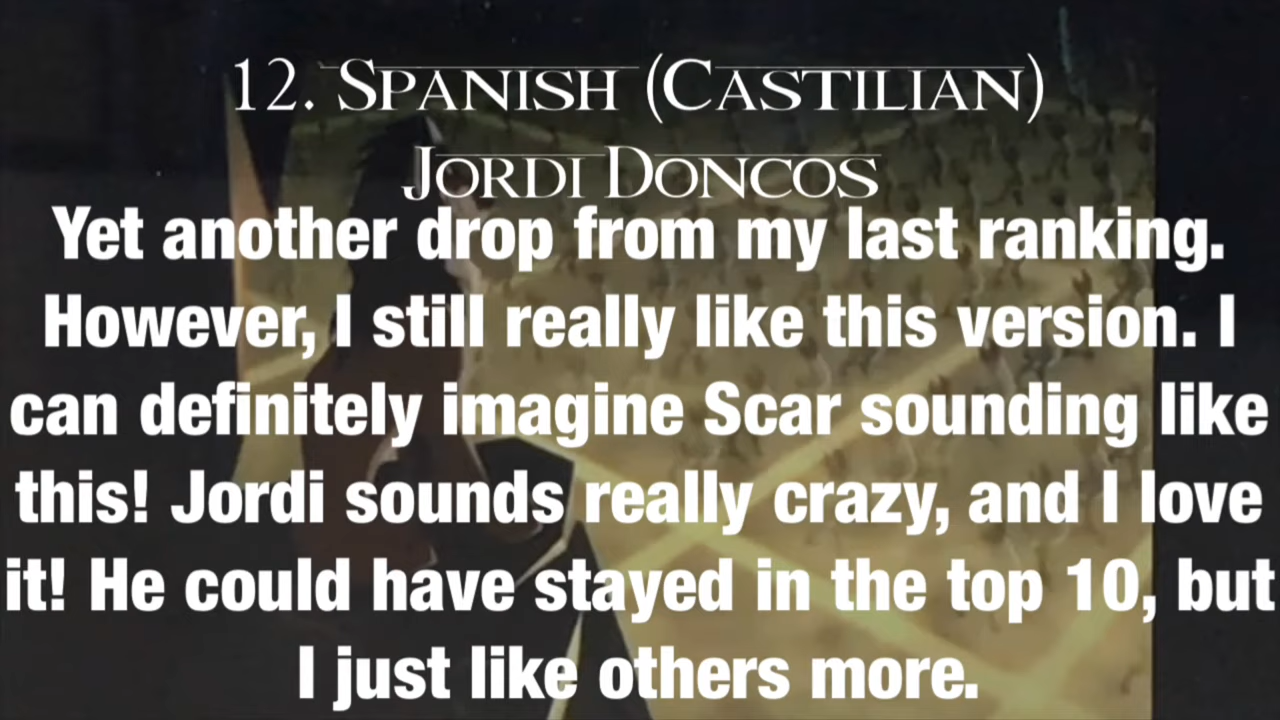 12. Spanish (Castilian)
Jordi Doncos
Yet another drop from my last ranking.
However, I still really like this version. I
can definitely imagine Scar sounding like
this! Jordi sounds really crazy, and I love
it! He could have stayed in the top 10, but
I just like others more.